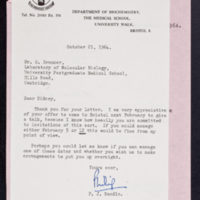 DEPARTMENT OF BIOCHEMISTRY,
THE MEDICAL SCHOOL,
UNIVERSITY WALK,
BRISTOL 8
October 21, 1964.
Dr. S. Brenner,
Laboratory of Molecular Biology,
University Postgraduate Medical School,
Hills Road,
Cambridge.
Dear Sidney,
Thank you for your letter. I am very appreciative
of your offer to come to Bristol next February to give
a talk, because I know how heavily you are committed
to invitations of this sort. If you could manage
either February 5 or 12 this would be fine from my
point of view.
Perhaps you could let me know if you can manage one
of these dates and whether you wish us to make
arrangements to put you up overnight.
Yours ever,
Philip
P. J. Randle.